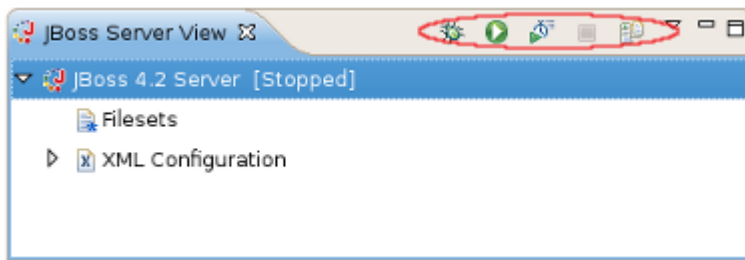 JBoss Server View
JBoss 4.2 Server [Stopped]
Filesets
XML Configuration